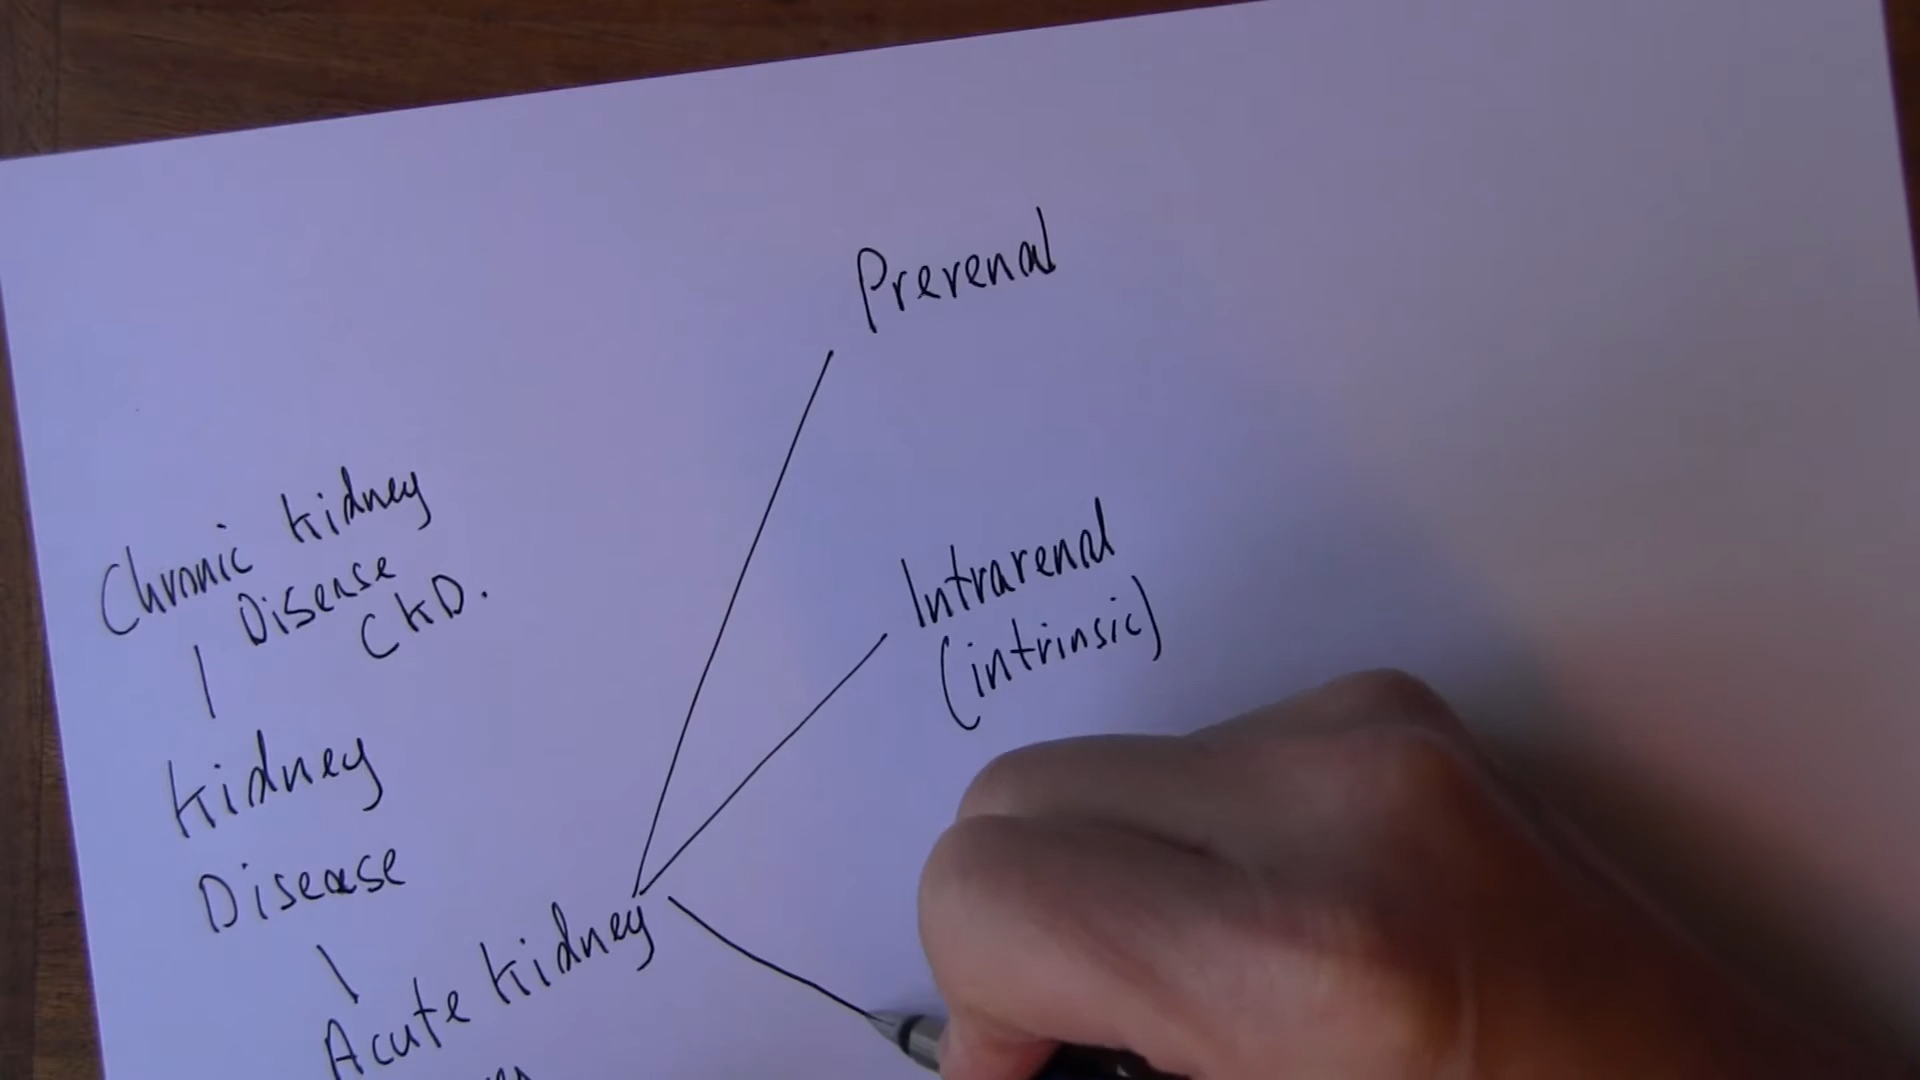 Prerenal
Intrarenal
(intrinsic)
Chronic kidney
Disease
CKD.
Kidney
Disease
Acute kidney